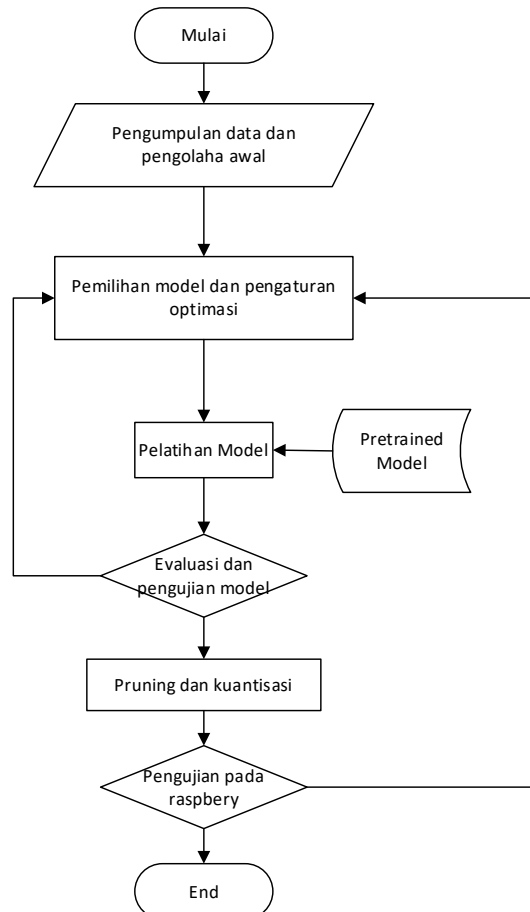 Mulai
Pengumpulan data dan
pengolaha awal
Pemilihan model dan pengaturan
optimasi
Pelatihan Model
Pretrained
Model
Evaluasi dan
pengujian model
Pruning dan kuantisasi
Pengujian pada
raspbery
End